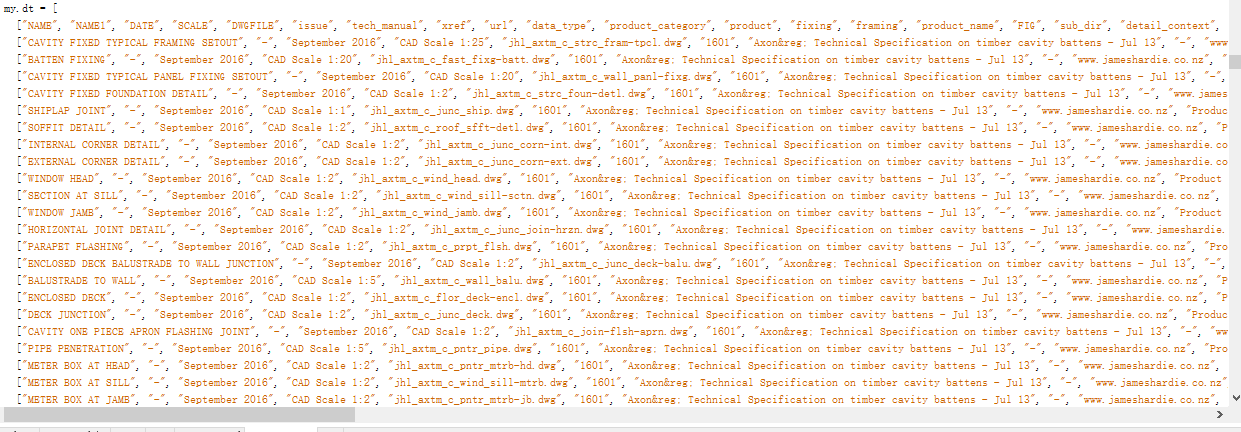 my.dt = [
["NAME", "NAME1", "DATE", "SCALE", "DWGFILE", "issue", "tech_manual", "xref", "url", "data_type", "product_category", "product", "fixing", "framing", "product_name", "FIG", "sub_dir", "detail_context",
["CAVITY FIXED TYPICAL FRAMING SETOUT", "-", "September 2016", "CAD Scale 1:25", "jhl_axtm_c_strc_fram-tpcl.dwg", "1601", "Axon&reg; Technical Specification on timber cavity battens - Jul 13", "-", "www
["BATTEN FIXING", "-", "September 2016", "CAD Scale 1:20", "jhl_axtm_c_fast_fixg-batt.dwg", "1601", "Axon&reg; Technical Specification on timber cavity battens - Jul 13", "-", "www.jameshardie.co.nz", "
["CAVITY FIXED TYPICAL PANEL FIXING SETOUT", "-", "September 2016", "CAD Scale 1:20", "jhl_axtm_c_wall_panl-fixg.dwg", "1601", "Axon&reg; Technical Specification on timber cavity battens - Jul 13", "-",
["CAVITY FIXED FOUNDATION DETAIL", "-", "September 2016", "CAD Scale 1:2", "jhl_axtm_c_strc_foun-detl.dwg", "1601", "Axon&reg; Technical Specification on timber cavity battens - Jul 13", "-", "www.james
["SHIPLAP JOINT", "-", "September 2016", "CAD Scale 1:1", "jhl_axtm_c_junc_ship.dwg", "1601", "Axon&reg; Technical Specification on timber cavity battens - Jul 13", "-", "www.jameshardie.co.nz", "Produc
["SOFFIT DETAIL", "-", "September 2016", "CAD Scale 1:2", "jhl_axtm_c_roof_sfft-detl.dwg", "1601", "Axon&reg; Technical Specification on timber cavity battens - Jul 13", "-", "www.jameshardie.co.nz", "P
["INTERNAL CORNER DETAIL", "-", "September 2016", "CAD Scale 1:2", "jhl_axtm_c_junc_corn-int.dwg", "1601", "Axon&reg; Technical Specification on timber cavity battens - Jul 13", "-", "www.jameshardie.co
["EXTERNAL CORNER DETAIL", "-", "September 2016", "CAD Scale 1:2", "jhl_axtm_c_junc_corn-ext.dwg", "1601", "Axon&reg; Technical Specification on timber cavity battens - Jul 13", "-", "www.jameshardie.co
["WINDOW HEAD", "-", "September 2016", "CAD Scale 1:2", "jhl_axtm_c_wind_head.dwg", "1601", "Axon&reg; Technical Specification on timber cavity battens - Jul 13", "-", "www.jameshardie.co.nz", "Product
["SECTION AT SILL", "-", "September 2016", "CAD Scale 1:2", "jhl_axtm_c_wind_sill-sctn.dwg", "1601", "Axon&reg; Technical Specification on timber cavity battens - Jul 13", "-", "www.jameshardie.co.nz",
["WINDOW JAMB", "-", "September 2016", "CAD Scale 1:2", "jhl_axtm_c_wind_jamb.dwg", "1601", "Axon&reg; Technical Specification on timber cavity battens - Jul 13", "-", "www.jameshardie.co.nz", "Product
["HORIZONTAL JOINT DETAIL", "-", "September 2016", "CAD Scale 1:2", "jhl_axtm_c_junc_join-hrzn.dwg", "1601", "Axon&reg; Technical Specification on timber cavity battens - Jul 13", "-", "www.jameshardie.
["PARAPET FLASHING", "-", "September 2016", "CAD Scale 1:2", "jhl_axtm_c_prpt_flsh.dwg", "1601", "Axon&reg; Technical Specification on timber cavity battens - Jul 13", "-", "www.jameshardie.co.nz", "Pro
["ENCLOSED DECK BALUSTRADE TO WALL JUNCTION", "-", "September 2016", "CAD Scale 1:2", "jhl_axtm_c_junc_deck-balu.dwg", "1601", "Axon&reg; Technical Specification on timber cavity battens - Jul 13", "-",
["BALUSTRADE TO WALL", "-", "September 2016", "CAD Scale 1:5", "jhl_axtm_c_wall_balu.dwg", "1601", "Axon&reg; Technical Specification on timber cavity battens - Jul 13", "-", "www.jameshardie.co.nz", "P
["ENCLOSED DECK", "-", "September 2016", "CAD Scale 1:2", "jhl_axtm_c_flor_deck-encl.dwg", "1601", "Axon&reg; Technical Specification on timber cavity battens - Jul 13", "-", "www.jameshardie.co.nz", "P
["DECK JUNCTION", "-", "September 2016", "CAD Scale 1:2", "jhl_axtm_c_junc_deck.dwg", "1601", "Axon&reg; Technical Specification on timber cavity battens - Jul 13", "-", "www.jameshardie.co.nz", "Produc
["CAVITY ONE PIECE APRON FLASHING JOINT", "-", "September 2016", "CAD Scale 1:2", "jhl_axtm_c_join-flsh-aprn.dwg", "1601", "Axon&reg; Technical Specification on timber cavity battens - Jul 13", "-", "ww
["PIPE PENETRATION", "-", "September 2016", "CAD Scale 1:5", "jhl_axtm_c_pntr_pipe.dwg", "1601", "Axon&reg; Technical Specification on timber cavity battens - Jul 13", "-", "www.jameshardie.co.nz", "Pro
["METER BOX AT HEAD", "-", "September 2016", "CAD Scale 1:2", "jhl_axtm_c_pntr_mtrb-hd.dwg", "1601", "Axon&reg; Technical Specification on timber cavity battens - Jul 13", "-", "www.jameshardie.co.nz",
["METER BOX AT SILL", "-", "September 2016", "CAD Scale 1:2", "jhl_axtm_c_wind_sill-mtrb.dwg", "1601", "Axon&reg; Technical Specification on timber cavity battens - Jul 13", "-", "www.jameshardie.co.nz"
["METER BOX AT JAMB", "-", "September 2016", "CAD Scale 1:2", "jhl_axtm_c_pntr_mtrb-jb.dwg", "1601", "Axon&reg; Technical Specification on timber cavity battens - Jul 13", "-", "www.jameshardie.co.nz",